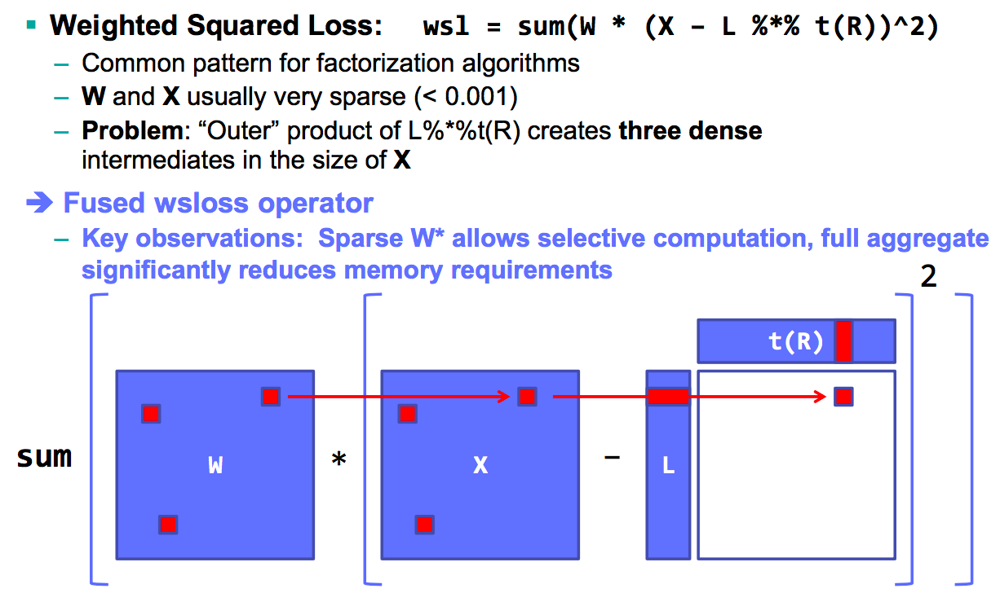 ▪ Weighted Squared Loss: wsl = sum(W * (X – L %*% t(R))^2)
– Common pattern for factorization algorithms
– W and X usually very sparse (< 0.001)
– Problem: “Outer” product of L%*%t(R) creates three dense
intermediates in the size of X
➔ Fused wsloss operator
– Key observations: Sparse W* allows selective computation, full aggregate
significantly reduces memory requirements
2
t(R)
sum W * X – L